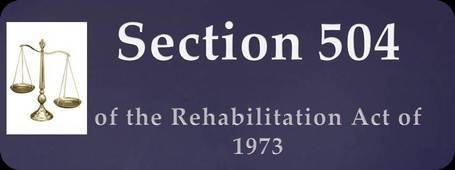 Section 504
of the Rehabilitation Act of
1973